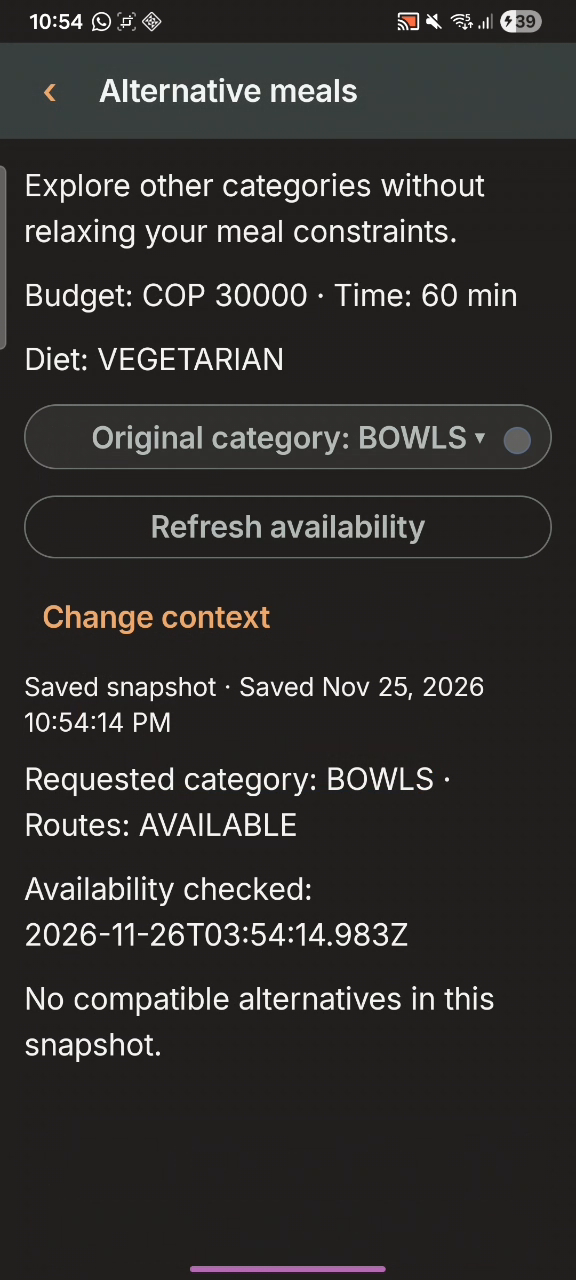 10:54
39
‹ Alternative meals
Explore other categories without
relaxing your meal constraints.
Budget: COP 30000 · Time: 60 min
Diet: VEGETARIAN
Original category: BOWLS ▾
Refresh availability
Change context
Saved snapshot · Saved Nov 25, 2026
10:54:14 PM
Requested category: BOWLS ·
Routes: AVAILABLE
Availability checked:
2026-11-26T03:54:14.983Z
No compatible alternatives in this
snapshot.